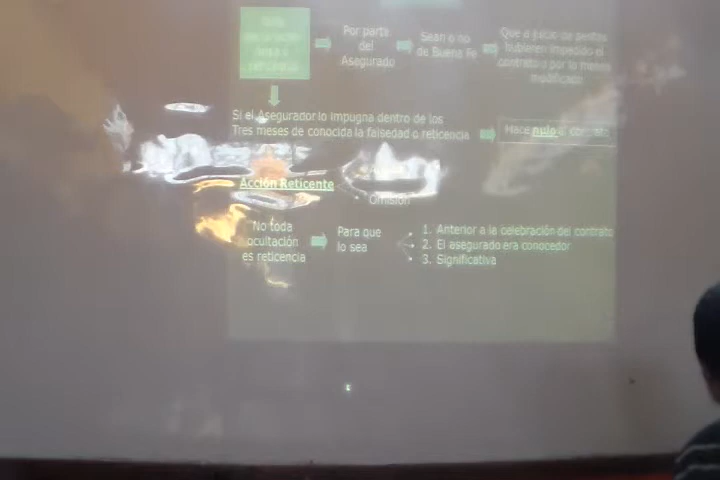 Por parte
del
Asegurado
Sean o no
de Buena Fe
Que a juicio de peritos
hubieren impedido el
contrato o por lo menos
modificado
Si el Asegurador lo Impugna dentro de los
Tres meses de conocida la falsedad o reticencia
Hace nulo el contrato
Acción Reticente
Omisión
No toda
ocultación
es reticencia
Para que
lo sea
1. Anterior a la celebración del contrato
2. El asegurado era conocedor
3. Significativa